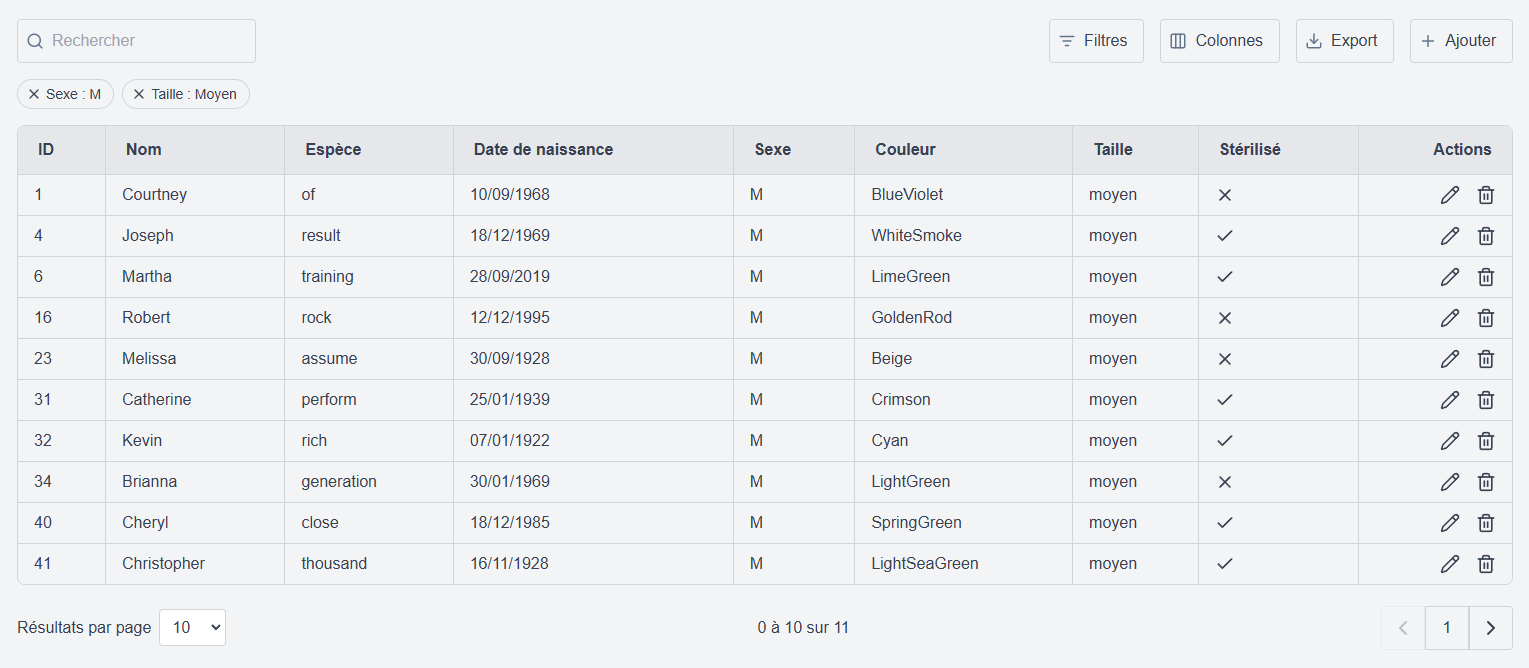 Rechercher Filtres Colonnes Export Ajouter
Sexe : M Taille : Moyen
ID Nom Espèce Date de naissance Sexe Couleur Taille Stérilisé Actions
1 Courtney of 10/09/1968 M BlueViolet moyen
4 Joseph result 18/12/1969 M WhiteSmoke moyen
6 Martha training 28/09/2019 M LimeGreen moyen
16 Robert rock 12/12/1995 M GoldenRod moyen
23 Melissa assume 30/09/1928 M Beige moyen
31 Catherine perform 25/01/1939 M Crimson moyen
32 Kevin rich 07/01/1922 M Cyan moyen
34 Brianna generation 30/01/1969 M LightGreen moyen
40 Cheryl close 18/12/1985 M SpringGreen moyen
41 Christopher thousand 16/11/1928 M LightSeaGreen moyen
Résultats par page 10 0 à 10 sur 11 1